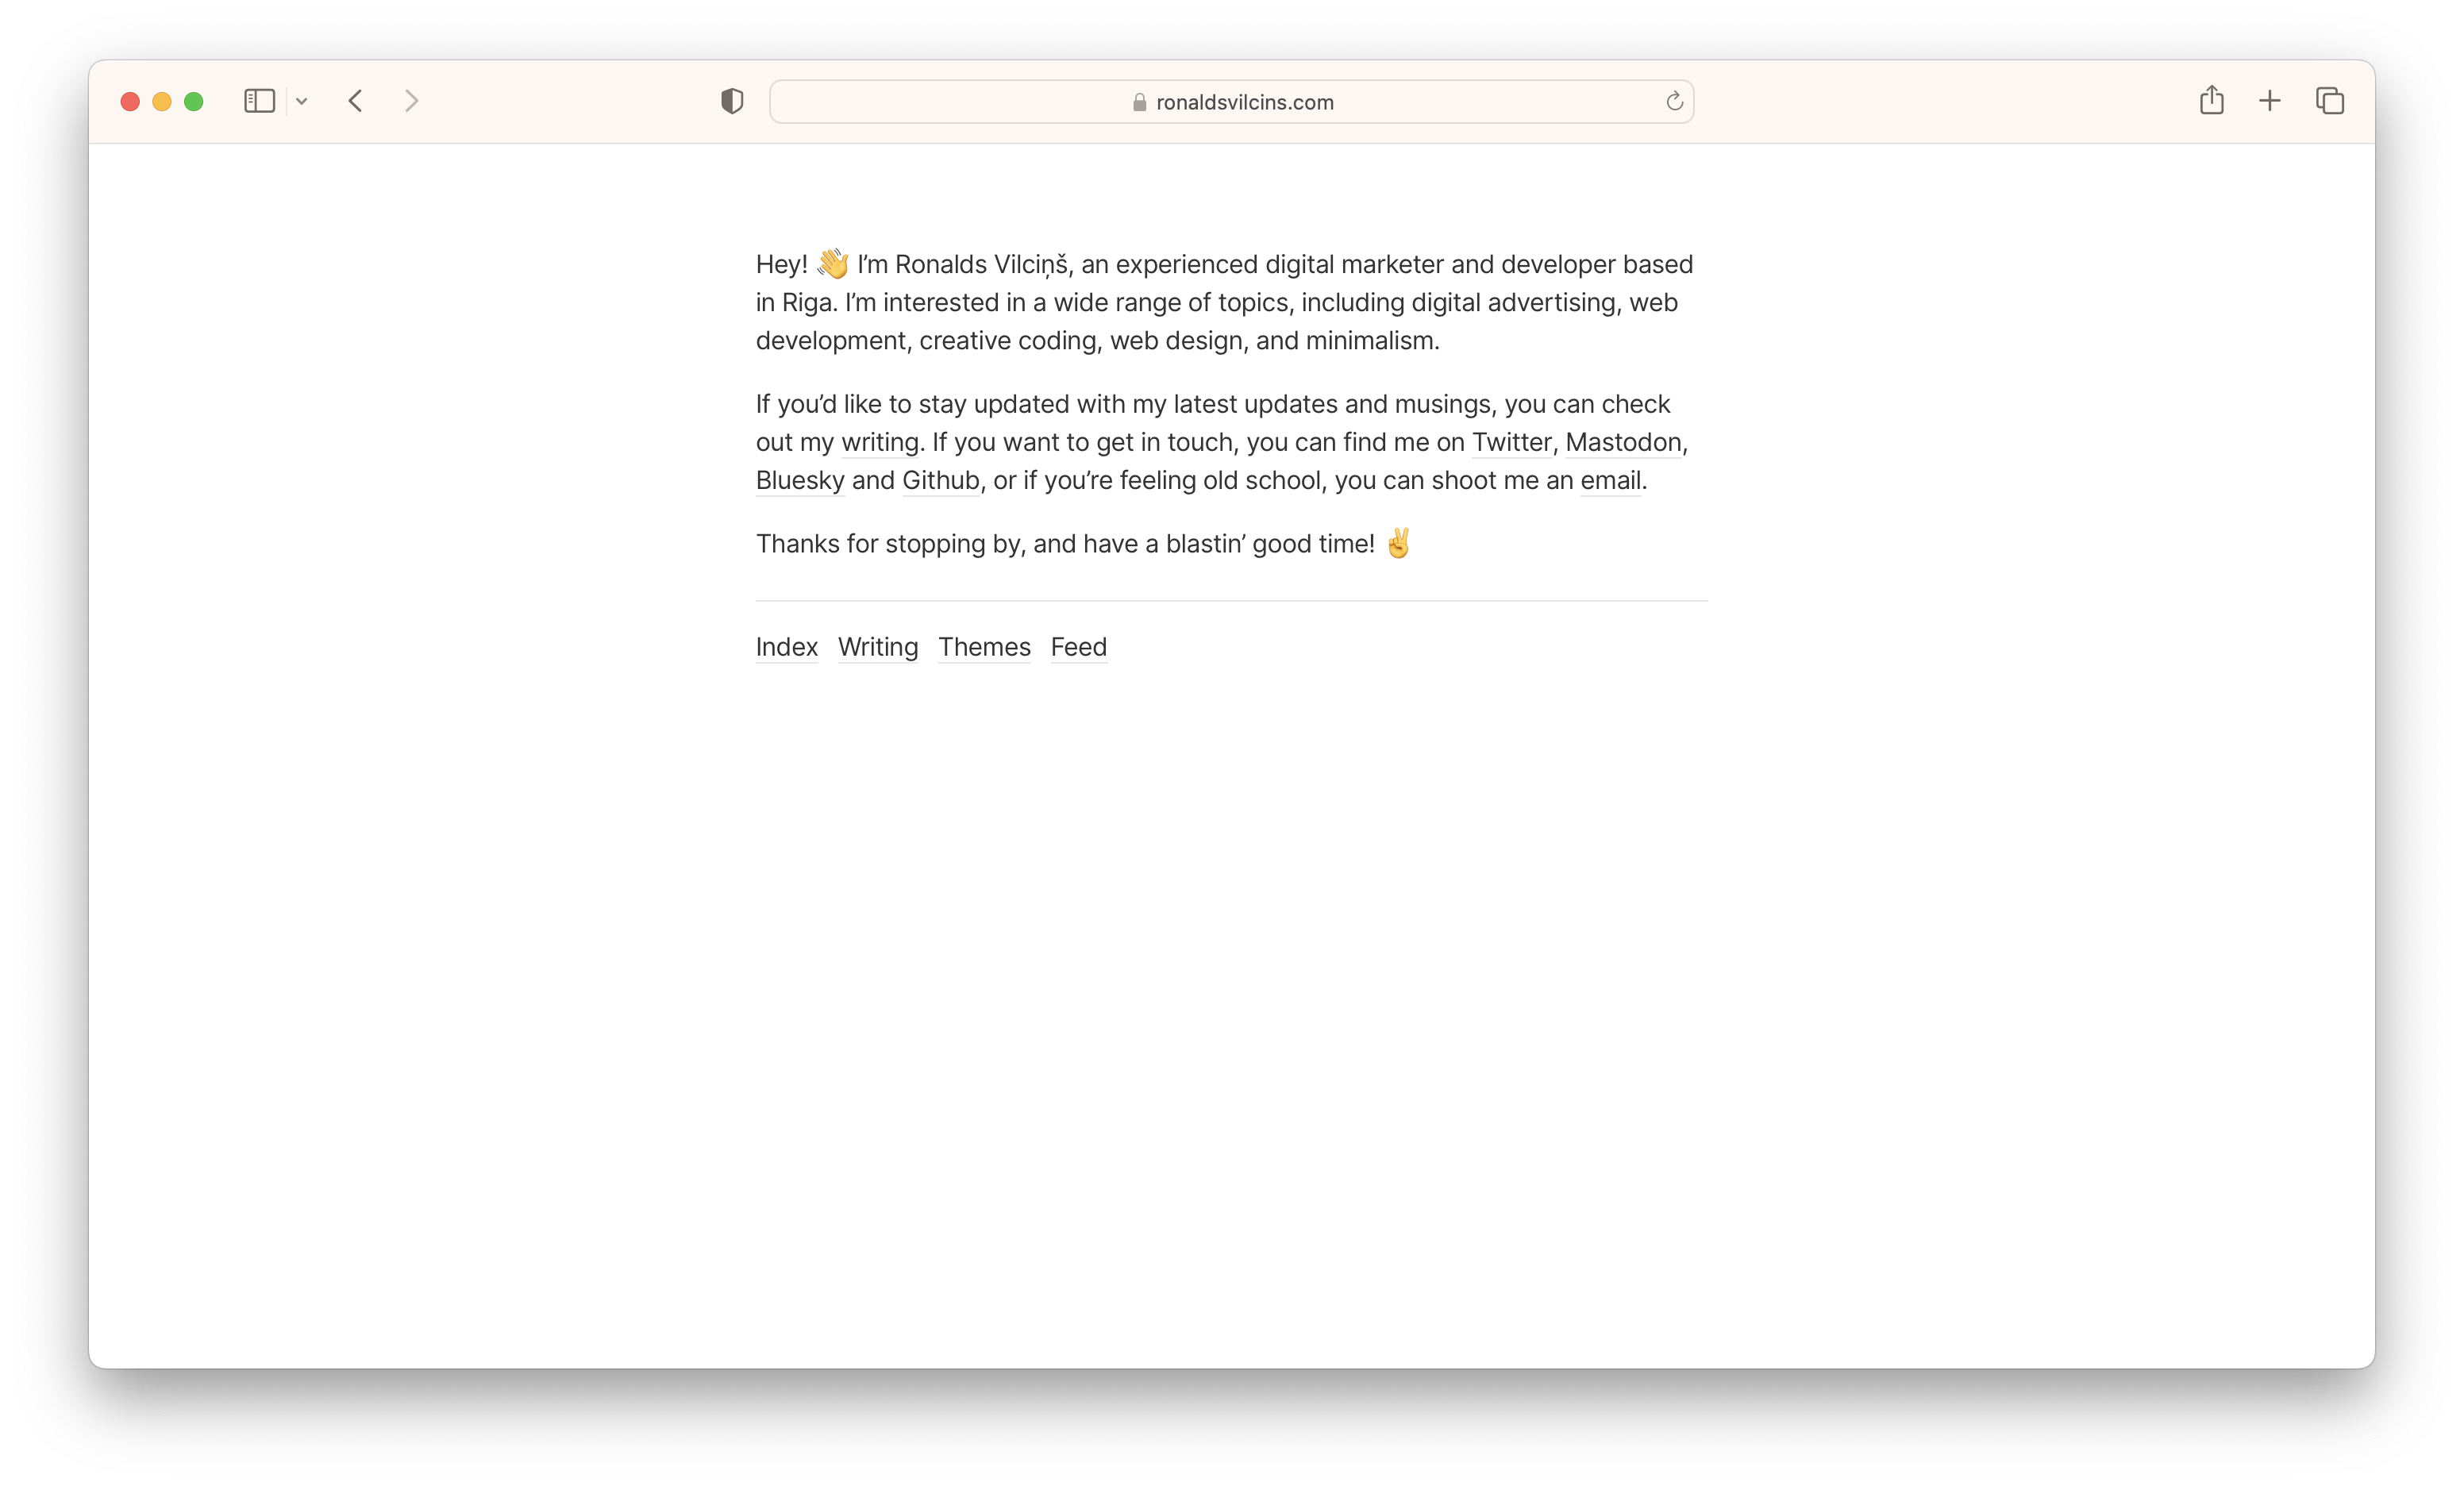 ronaldsvilcins.com
Hey! 👋 I’m Ronalds Vilciņš, an experienced digital marketer and developer based
in Riga. I’m interested in a wide range of topics, including digital advertising, web
development, creative coding, web design, and minimalism.
If you’d like to stay updated with my latest updates and musings, you can check
out my writing. If you want to get in touch, you can find me on Twitter, Mastodon,
Bluesky and Github, or if you’re feeling old school, you can shoot me an email.
Thanks for stopping by, and have a blastin’ good time! ✌️
Index Writing Themes Feed